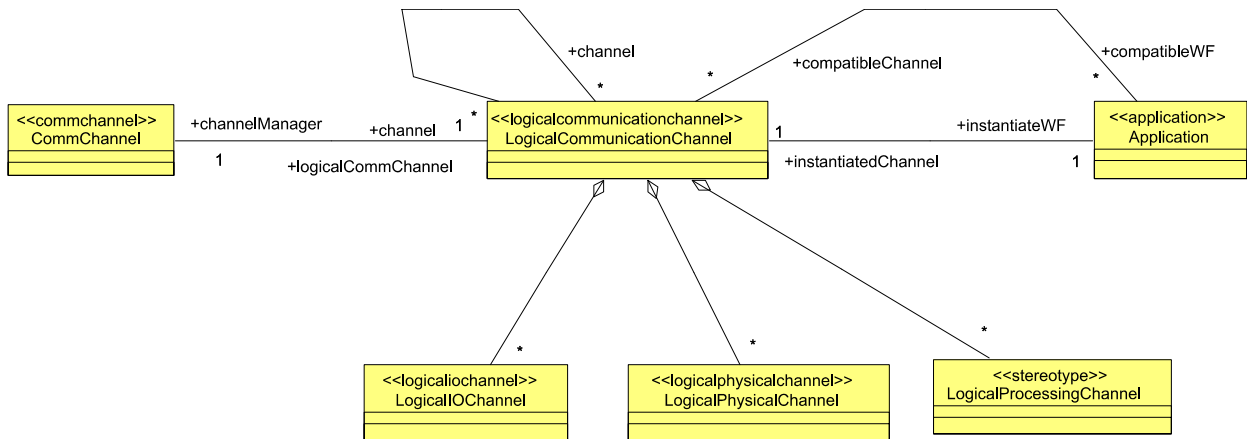 +channel
*
*
+compatibleChannel
+compatibleWF
*
<<commchannel>>
CommChannel
+channelManager
1
+channel
1
*
+logicalCommChannel
<<logicalcommunicationchannel>>
LogicalCommunicationChannel
1
+instantiatedChannel
+instantiateWF
1
<<application>>
Application
*
*
*
<<logicaliochannel>>
LogicalIOChannel
<<logicalphysicalchannel>>
LogicalPhysicalChannel
<<stereotype>>
LogicalProcessingChannel